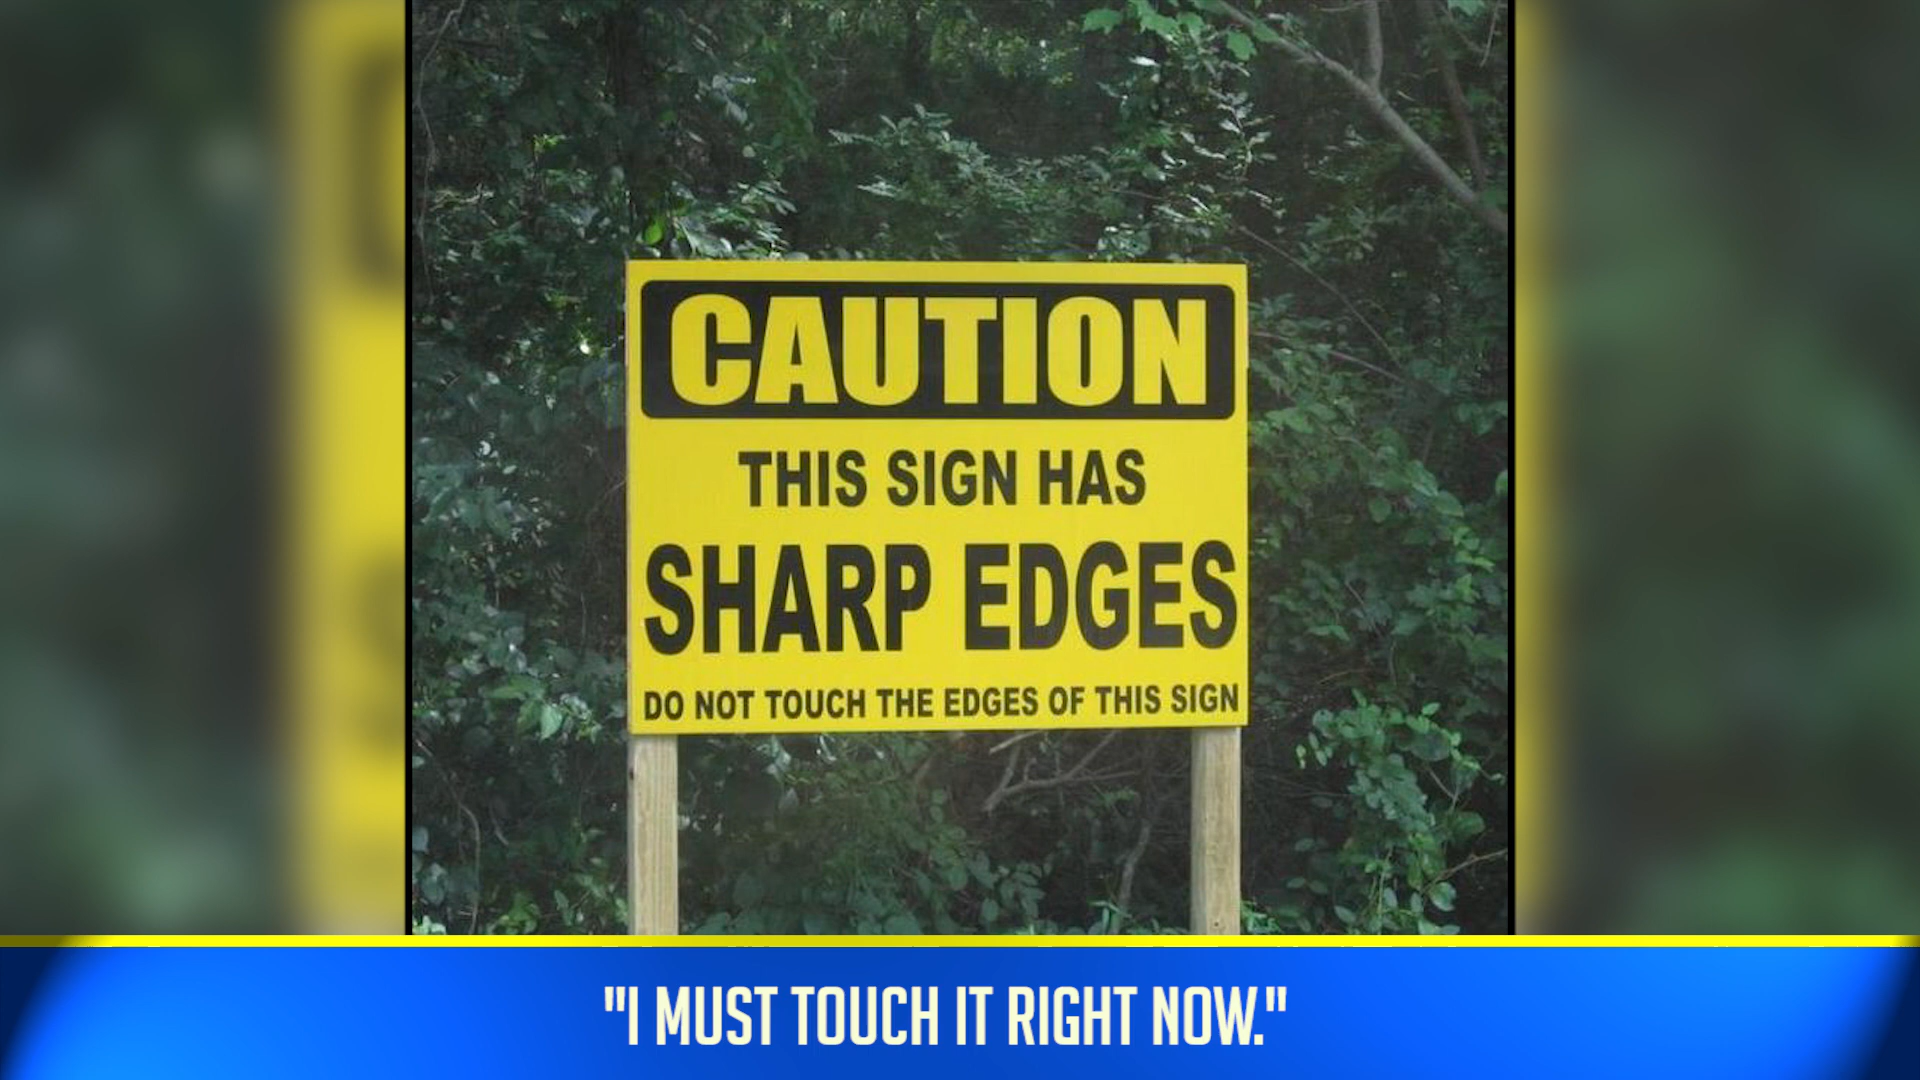 CAUTION
THIS SIGN HAS
SHARP EDGES
DO NOT TOUCH THE EDGES OF THIS SIGN
"I MUST TOUCH IT RIGHT NOW."